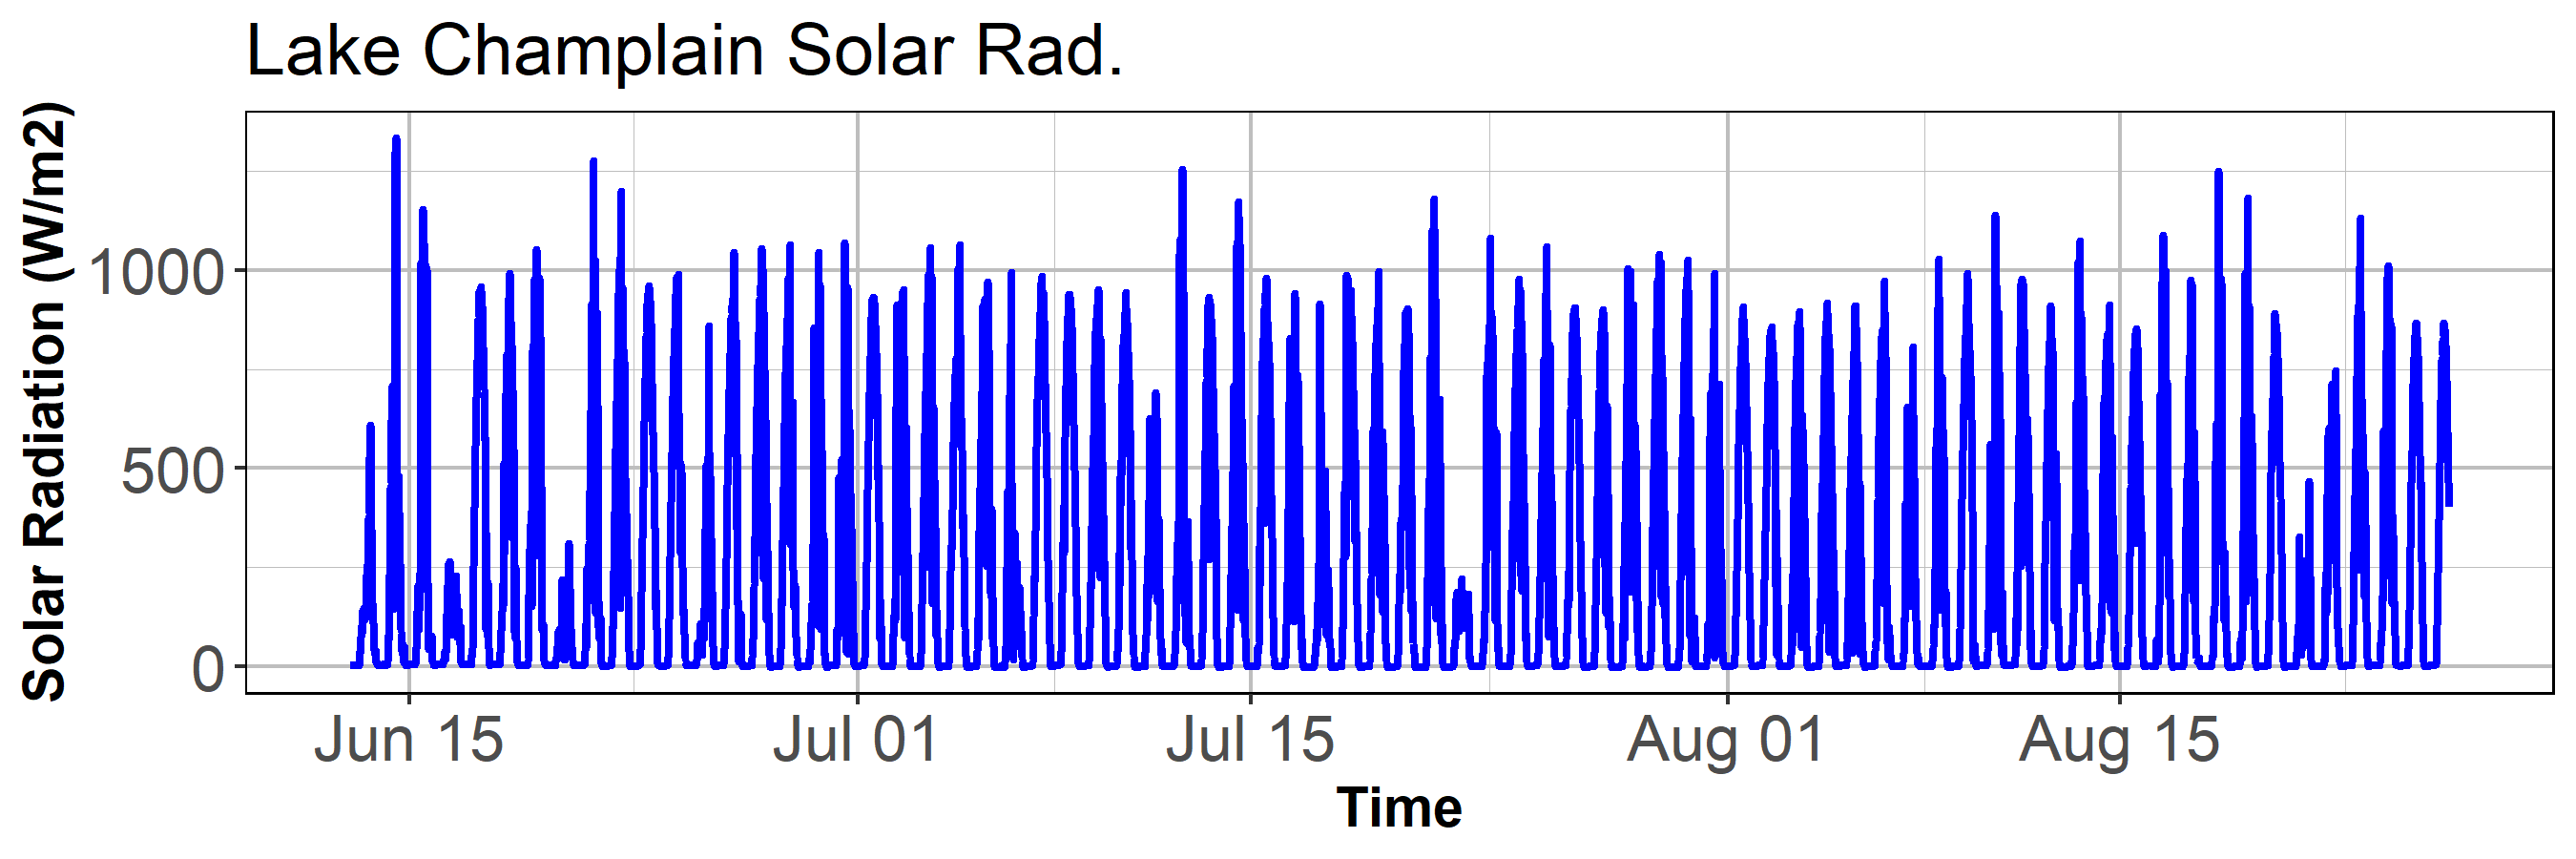 Lake Champlain Solar Rad.
Solar Radiation (W/m2)
1000
500
0
Jun 15 Jul 01 Jul 15 Aug 01 Aug 15
Time